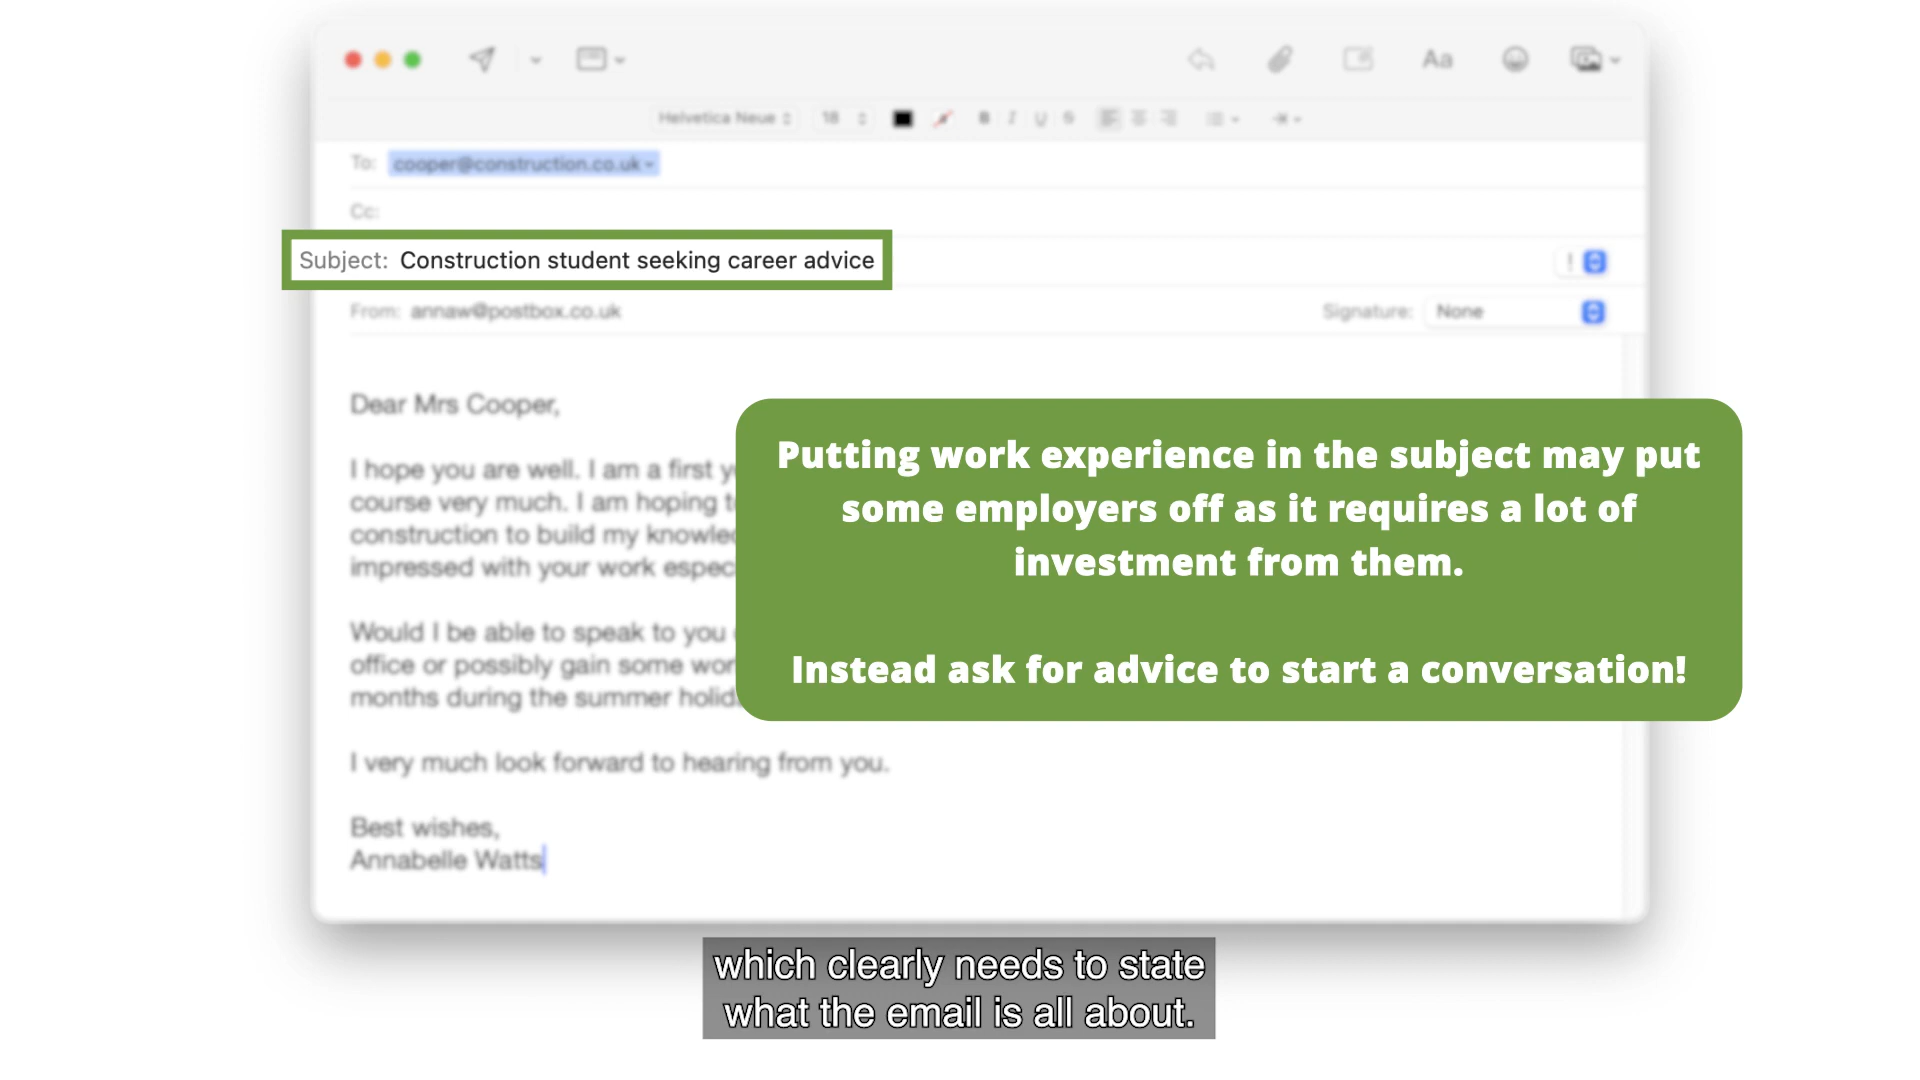 Aa
Helvetica Neue 18 B I U S
To: cooper@construction.co.uk
Cc:
Subject: Construction student seeking career advice
!
From: annaw@postbox.co.uk Signature: None
Dear Mrs Cooper,
I hope you are well. I am a first
course very much. I am hoping
construction to build my
impressed with your work
Would I be able to speak to you
office or possibly gain some
months during the summer
I very much look forward to hearing from you.
Best wishes,
Annabelle Watts
Putting work experience in the subject may put
some employers off as it requires a lot of
investment from them.
Instead ask for advice to start a conversation!
which clearly needs to state
what the email is all about.